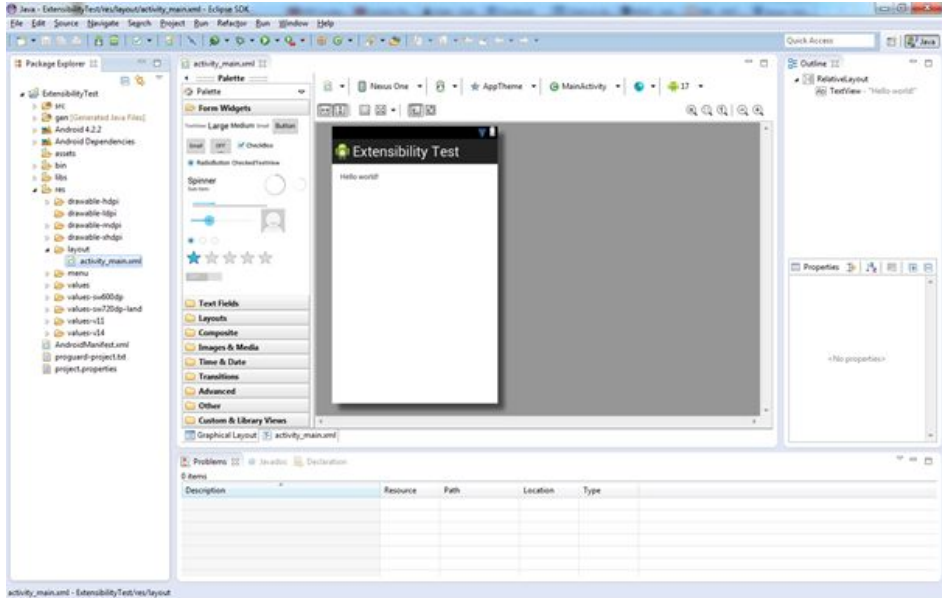 Java - ExtensibilityTest/res/layout/activity_main.xml - Eclipse SDK
File Edit Source Navigate Search Project Run Refactor Run Window Help
Quick Access
Java
Package Explorer
ExtensibilityTest
src
gen [Generated Java Files]
Android 4.2.2
Android Dependencies
assets
bin
libs
res
drawable-hdpi
drawable-ldpi
drawable-mdpi
drawable-xhdpi
layout
activity_main.xml
menu
values
values-sw600dp
values-sw720dp-land
values-v11
values-v14
AndroidManifest.xml
proguard-project.txt
project.properties
activity_main.xml
Palette
Palette
Form Widgets
TextView Large Medium Small Button
Small OFF CheckBox
RadioButton CheckedTextView
Spinner
Sub Item
Text Fields
Layouts
Composite
Images & Media
Time & Date
Transitions
Advanced
Other
Custom & Library Views
Graphical Layout activity_main.xml
Nexus One AppTheme MainActivity 17
Extensibility Test
Hello world!
Outline
RelativeLayout
TextView - "Hello world!"
Properties
<No properties>
Problems Javadoc Declaration
0 items
Description Resource Path Location Type
activity_main.xml - ExtensibilityTest/res/layout